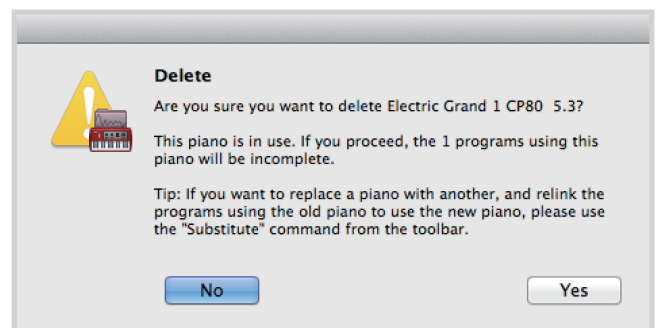 Delete
Are you sure you want to delete Electric Grand 1 CP80  5.3?
This piano is in use. If you proceed, the 1 programs using this
piano will be incomplete.
Tip: If you want to replace a piano with another, and relink the
programs using the old piano to use the new piano, please use
the "Substitute" command from the toolbar.
No
Yes